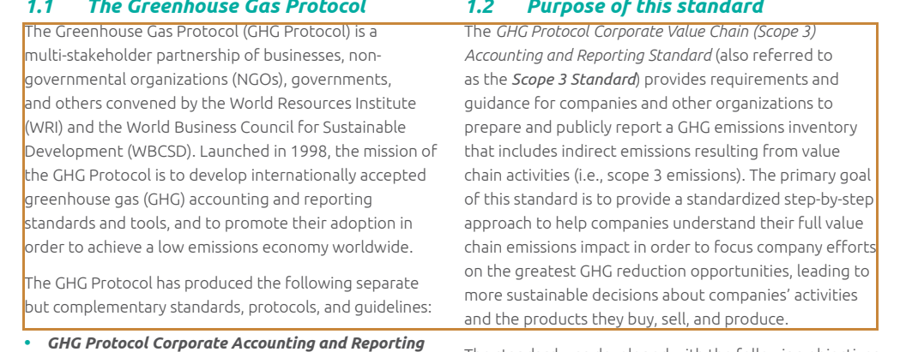 1.1 The Greenhouse Gas Protocol
The Greenhouse Gas Protocol (GHG Protocol) is a
multi-stakeholder partnership of businesses, non-
governmental organizations (NGOs), governments,
and others convened by the World Resources Institute
(WRI) and the World Business Council for Sustainable
Development (WBCSD). Launched in 1998, the mission of
the GHG Protocol is to develop internationally accepted
greenhouse gas (GHG) accounting and reporting
standards and tools, and to promote their adoption in
order to achieve a low emissions economy worldwide.
The GHG Protocol has produced the following separate
but complementary standards, protocols, and guidelines:
• GHG Protocol Corporate Accounting and Reporting
1.2 Purpose of this standard
The GHG Protocol Corporate Value Chain (Scope 3)
Accounting and Reporting Standard (also referred to
as the Scope 3 Standard) provides requirements and
guidance for companies and other organizations to
prepare and publicly report a GHG emissions inventory
that includes indirect emissions resulting from value
chain activities (i.e., scope 3 emissions). The primary goal
of this standard is to provide a standardized step-by-step
approach to help companies understand their full value
chain emissions impact in order to focus company efforts
on the greatest GHG reduction opportunities, leading to
more sustainable decisions about companies' activities
and the products they buy, sell, and produce.